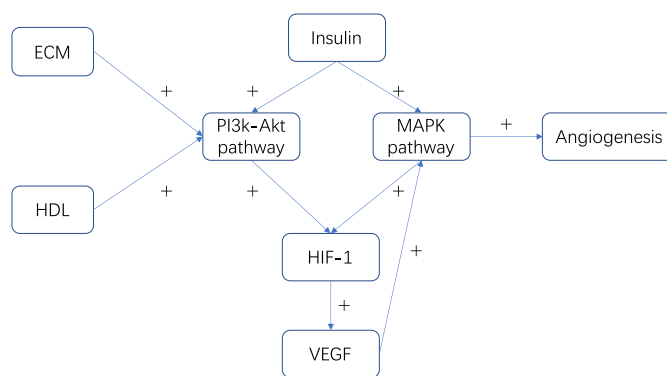 Insulin
ECM
+
+
+
PI3k-Akt
pathway
MAPK
pathway
+
Angiogenesis
HDL
+
+
+
HIF-1
+
+
VEGF